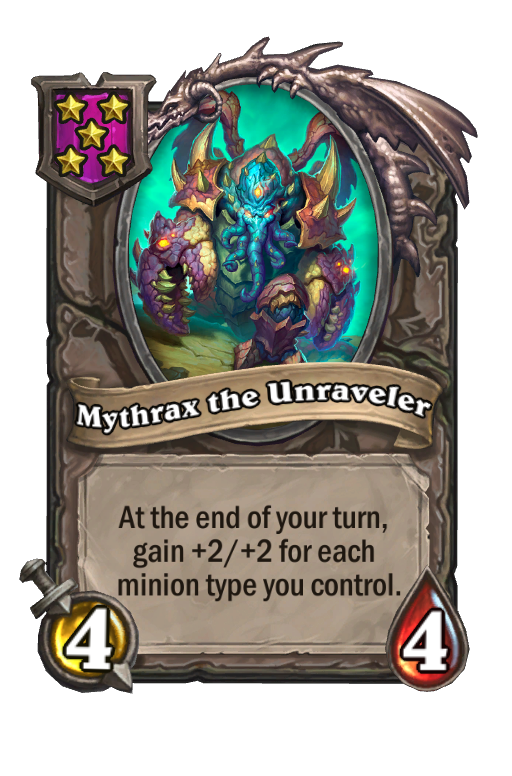 Mythrax the Unraveler
At the end of your turn,
gain +2/+2 for each
minion type you control.
4
4